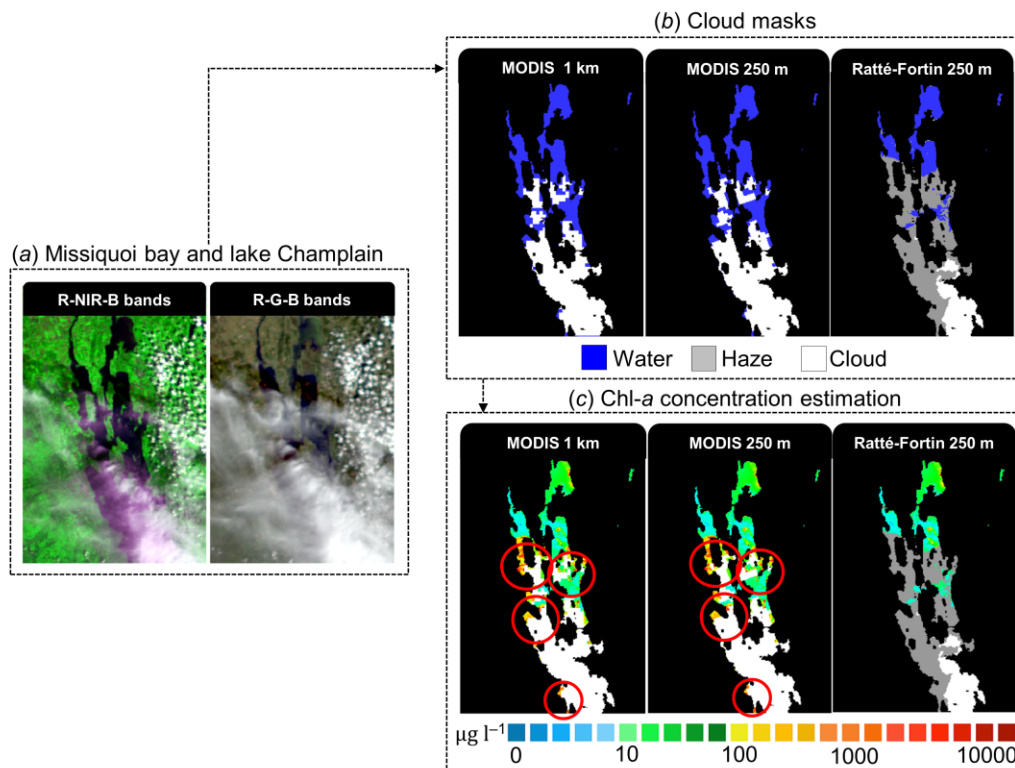 (b) Cloud masks
MODIS 1 km
MODIS 250 m
Ratté-Fortin 250 m
Water
Haze
Cloud
(a) Missiquoi bay and lake Champlain
R-NIR-B bands
R-G-B bands
(c) Chl-a concentration estimation
MODIS 1 km
MODIS 250 m
Ratté-Fortin 250 m
µg l⁻¹
0 10 100 1000 10000